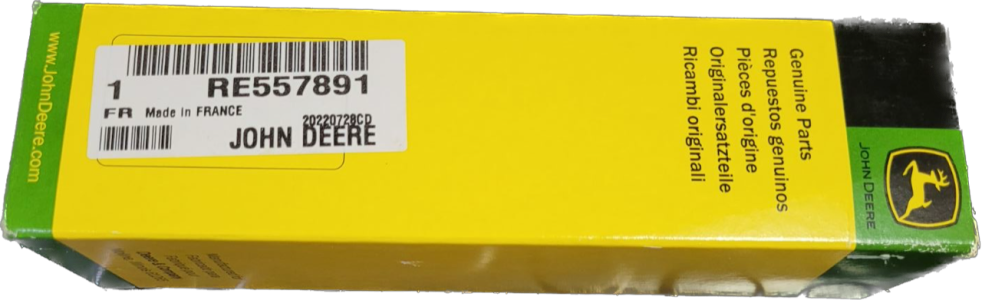 www.JohnDeere.com
1 RE557891
FR Made in FRANCE
20220728CD
JOHN DEERE
Genuine Parts
Repuestos genuinos
Pièces d'origine
Originalersatzteile
Ricambi originali
JOHN DEERE